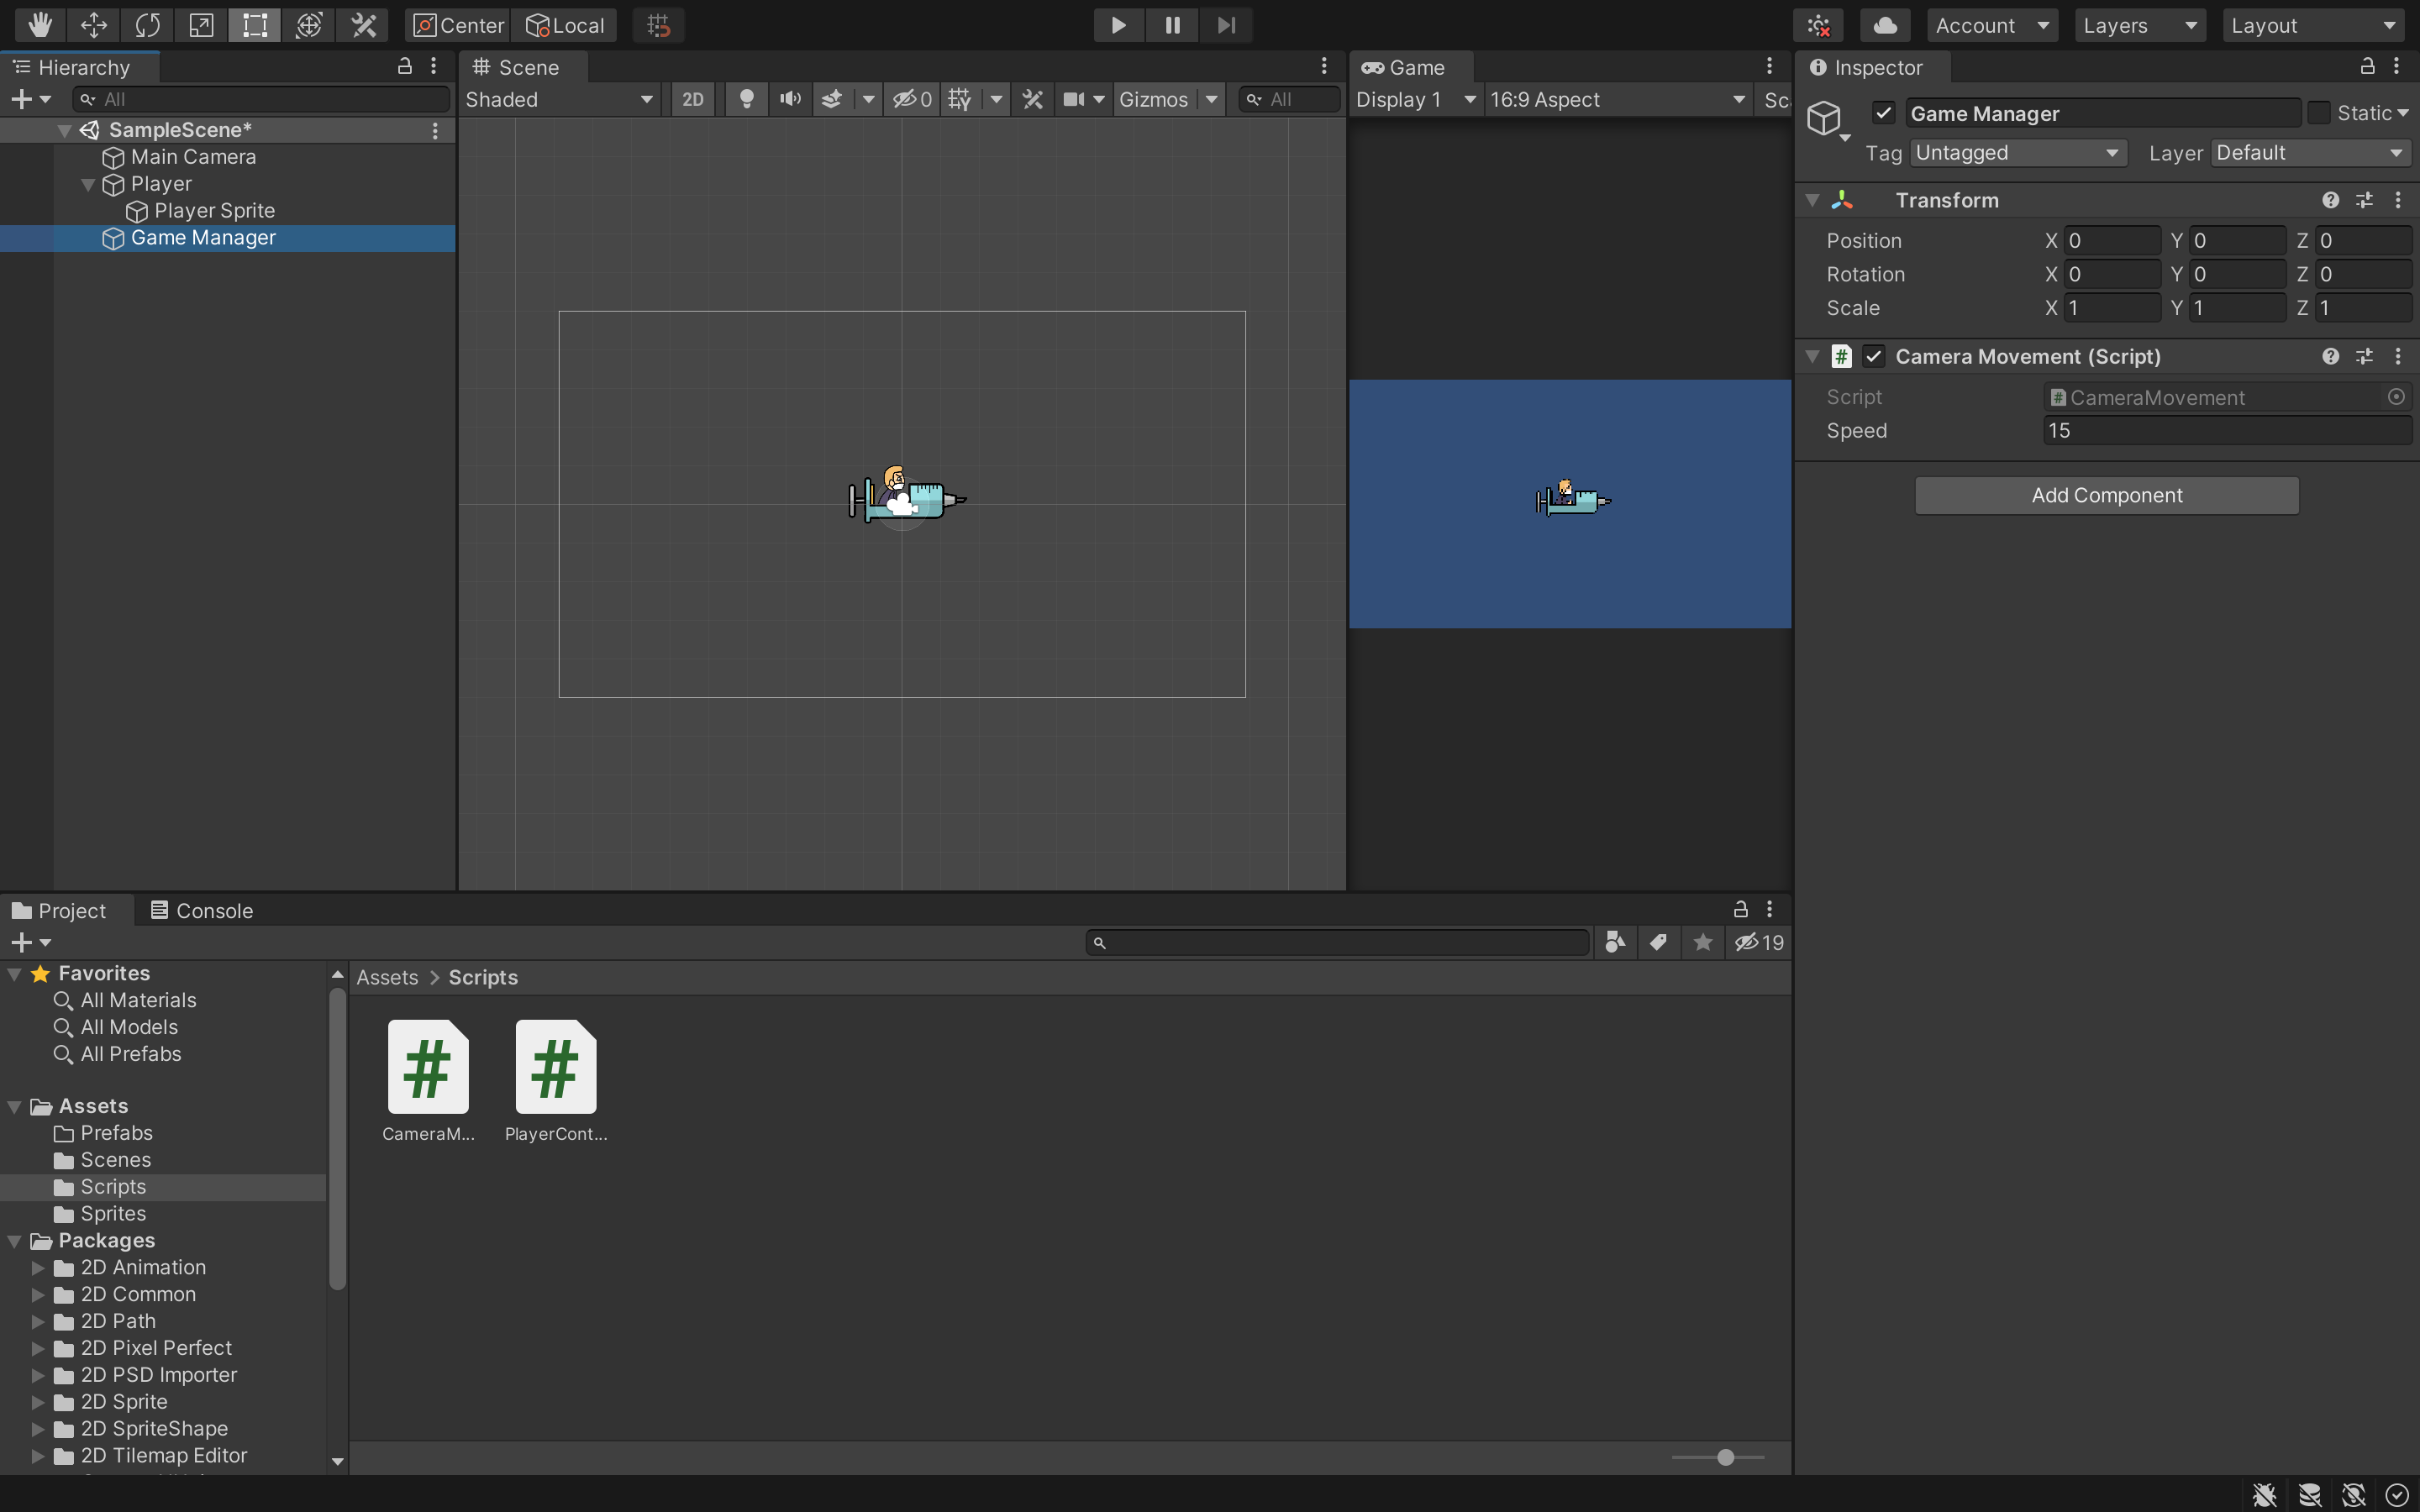 Center Local Account Layers Layout
Hierarchy
All
SampleScene*
Main Camera
Player
Player Sprite
Game Manager
Scene
Shaded 2D 0 Gizmos All
Game
Display 1 16:9 Aspect Sc
Inspector
Game Manager Static
Tag Untagged Layer Default
Transform
Position X 0 Y 0 Z 0
Rotation X 0 Y 0 Z 0
Scale X 1 Y 1 Z 1
# Camera Movement (Script)
Script # CameraMovement
Speed 15
Add Component
Project Console
19
Favorites
All Materials
All Models
All Prefabs
Assets
Prefabs
Scenes
Scripts
Sprites
Packages
2D Animation
2D Common
2D Path
2D Pixel Perfect
2D PSD Importer
2D Sprite
2D SpriteShape
2D Tilemap Editor
Assets > Scripts
# #
CameraM... PlayerCont...